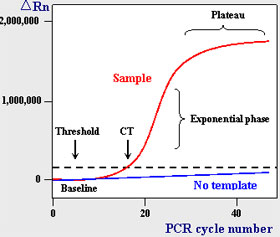 △Rn
Plateau
2,000,000
Sample
1,000,000
Exponential phase
Threshold
CT
0
Baseline
No template
0
20
40
PCR cycle number